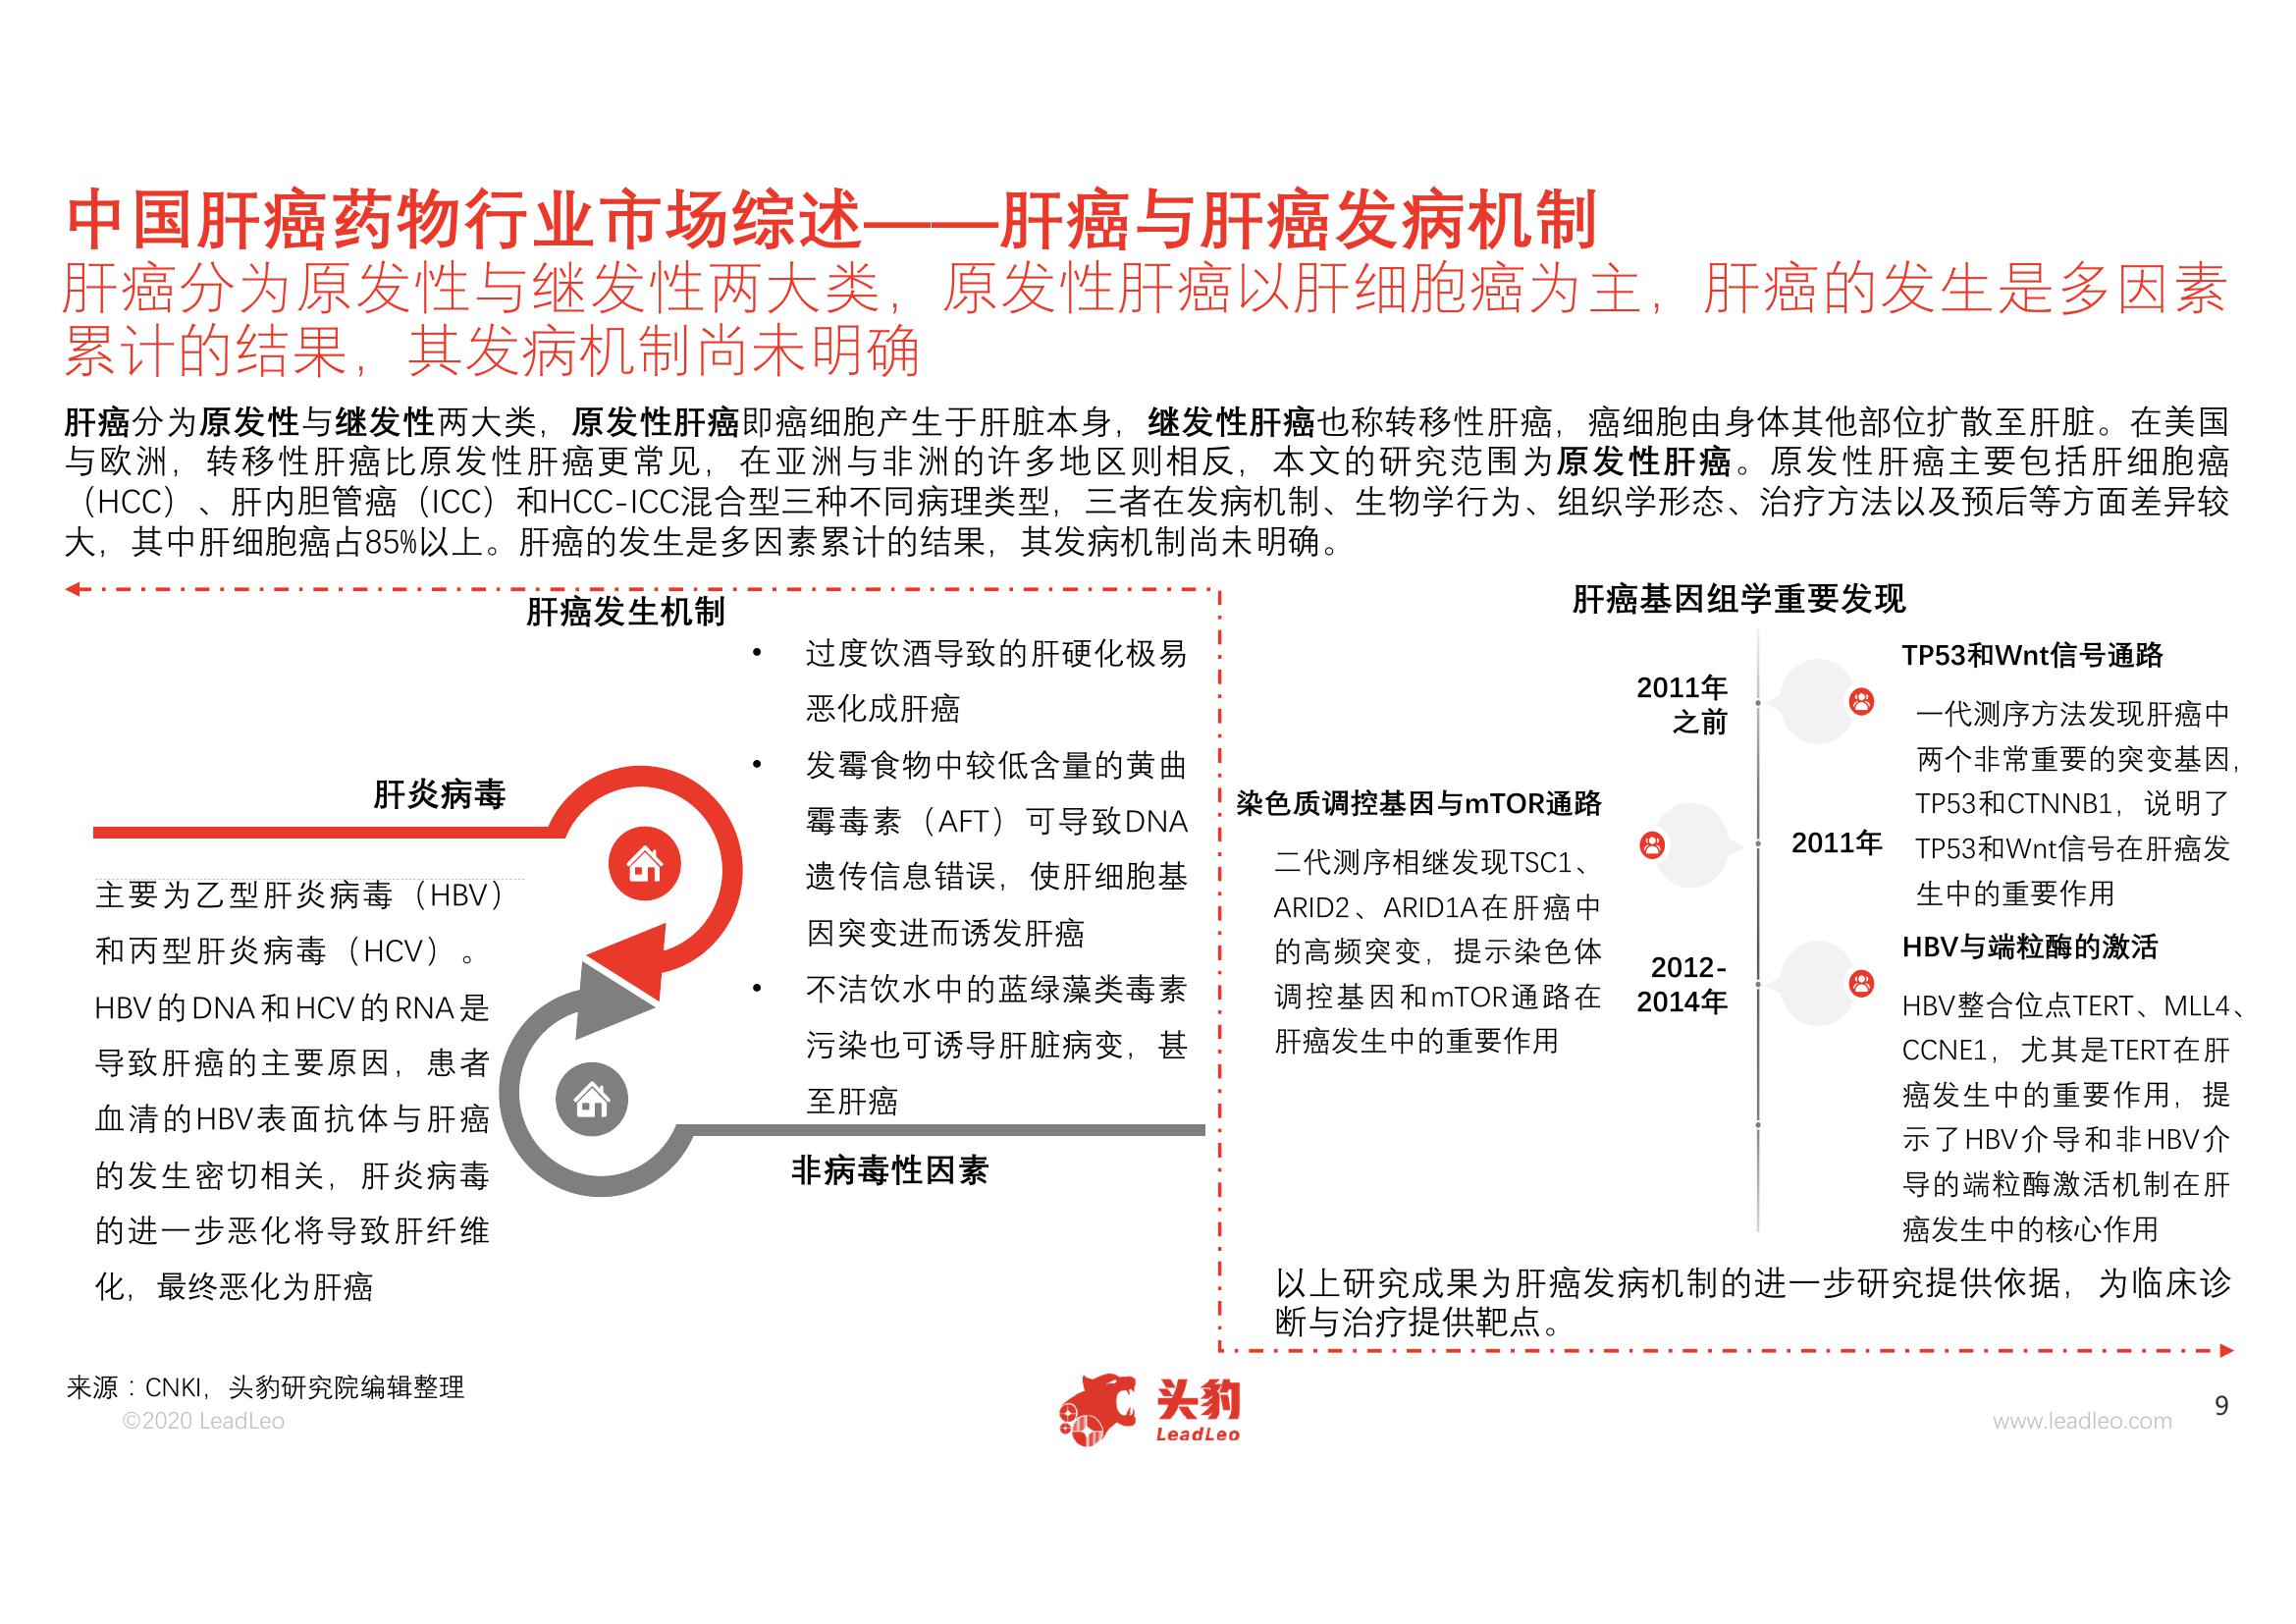 中国肝癌药物行业市场综述——肝癌与肝癌发病机制
肝癌分为原发性与继发性两大类，原发性肝癌以肝细胞癌为主，肝癌的发生是多因素
累计的结果，其发病机制尚未明确
肝癌分为原发性与继发性两大类，原发性肝癌即癌细胞产生于肝脏本身，继发性肝癌也称转移性肝癌，癌细胞由身体其他部位扩散至肝脏。在美国
与欧洲，转移性肝癌比原发性肝癌更常见，在亚洲与非洲的许多地区则相反，本文的研究范围为原发性肝癌。原发性肝癌主要包括肝细胞癌
（HCC）、肝内胆管癌（ICC）和HCC-ICC混合型三种不同病理类型，三者在发病机制、生物学行为、组织学形态、治疗方法以及预后等方面差异较
大，其中肝细胞癌占85%以上。肝癌的发生是多因素累计的结果，其发病机制尚未明确。
肝癌发生机制
肝炎病毒
主要为乙型肝炎病毒（HBV）
和丙型肝炎病毒（HCV）。
HBV的DNA和HCV的RNA是
导致肝癌的主要原因，患者
血清的HBV表面抗体与肝癌
的发生密切相关，肝炎病毒
的进一步恶化将导致肝纤维
化，最终恶化为肝癌
• 过度饮酒导致的肝硬化极易
恶化成肝癌
• 发霉食物中较低含量的黄曲
霉毒素（AFT）可导致DNA
遗传信息错误，使肝细胞基
因突变进而诱发肝癌
• 不洁饮水中的蓝绿藻类毒素
污染也可诱导肝脏病变，甚
至肝癌
非病毒性因素
肝癌基因组学重要发现
2011年
之前
TP53和Wnt信号通路
一代测序方法发现肝癌中
两个非常重要的突变基因，
TP53和CTNNB1，说明了
TP53和Wnt信号在肝癌发
生中的重要作用
染色质调控基因与mTOR通路
二代测序相继发现TSC1、
ARID2、ARID1A在肝癌中
的高频突变，提示染色体
调控基因和mTOR通路在
肝癌发生中的重要作用
2011年
2012-
2014年
HBV与端粒酶的激活
HBV整合位点TERT、MLL4、
CCNE1，尤其是TERT在肝
癌发生中的重要作用，提
示了HBV介导和非HBV介
导的端粒酶激活机制在肝
癌发生中的核心作用
以上研究成果为肝癌发病机制的进一步研究提供依据，为临床诊
断与治疗提供靶点。
来源：CNKI，头豹研究院编辑整理
©2020 LeadLeo
头豹
LeadLeo
www.leadleo.com
9